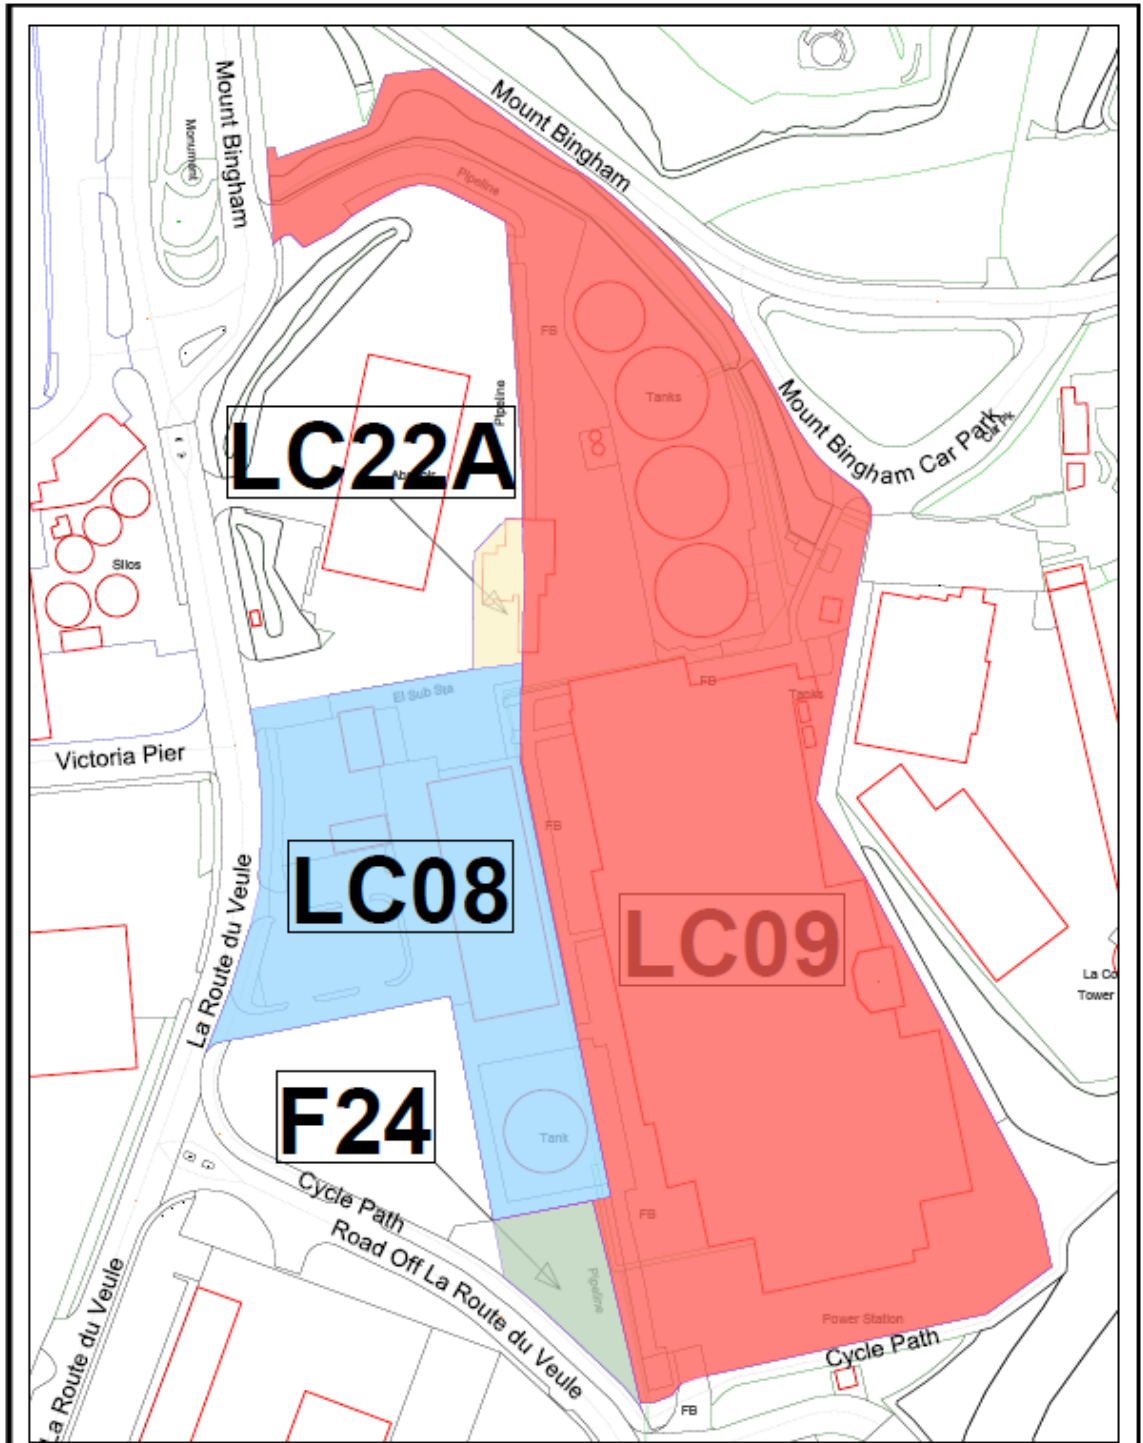 Mount Bingham
Mount Bingham
Monument
Pipeline
FB
Tanks
Pipeline
Mount Bingham Car Park
Car Pk
LC22A
Silos
El Sub Sta
FB
Tanks
Victoria Pier
FB
LC08
LC09
La Route du Veule
La Co
Tower
F24
Tank
Cycle Path
Road Off La Route du Veule
FB
Pipeline
La Route du Veule
Power Station
Cycle Path
FB